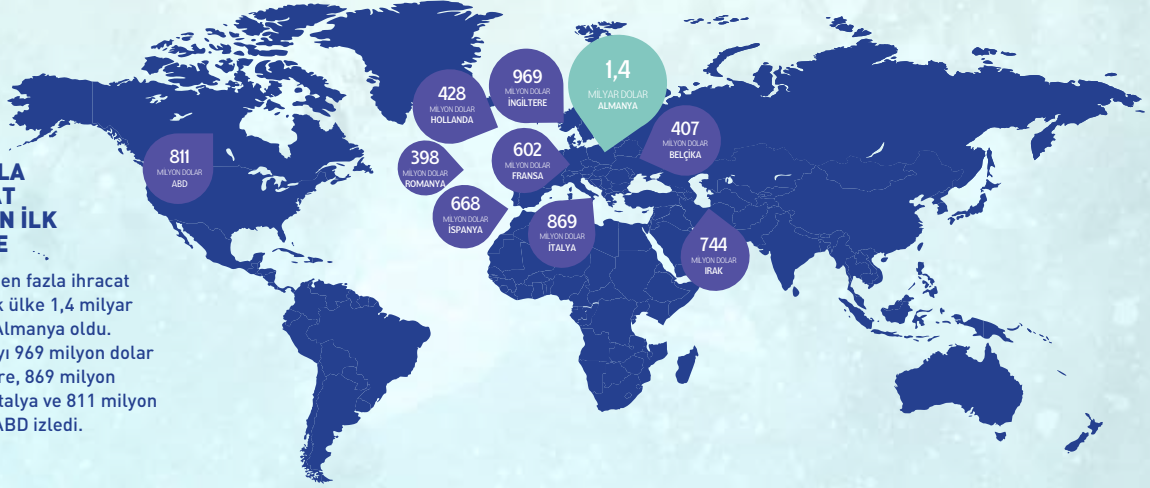 LA
AT
N İLK
E
en fazla ihracat
k ülke 1,4 milyar
Almanya oldu.
yı 969 milyon dolar
re, 869 milyon
talya ve 811 milyon
ABD izledi.
811
MİLYON DOLAR
ABD
428
MİLYON DOLAR
HOLLANDA
969
MİLYON DOLAR
İNGİLTERE
1,4
MİLYAR DOLAR
ALMANYA
398
MİLYON DOLAR
ROMANYA
602
MİLYON DOLAR
FRANSA
407
MİLYON DOLAR
BELÇİKA
668
MİLYON DOLAR
İSPANYA
869
MİLYON DOLAR
İTALYA
744
MİLYON DOLAR
IRAK